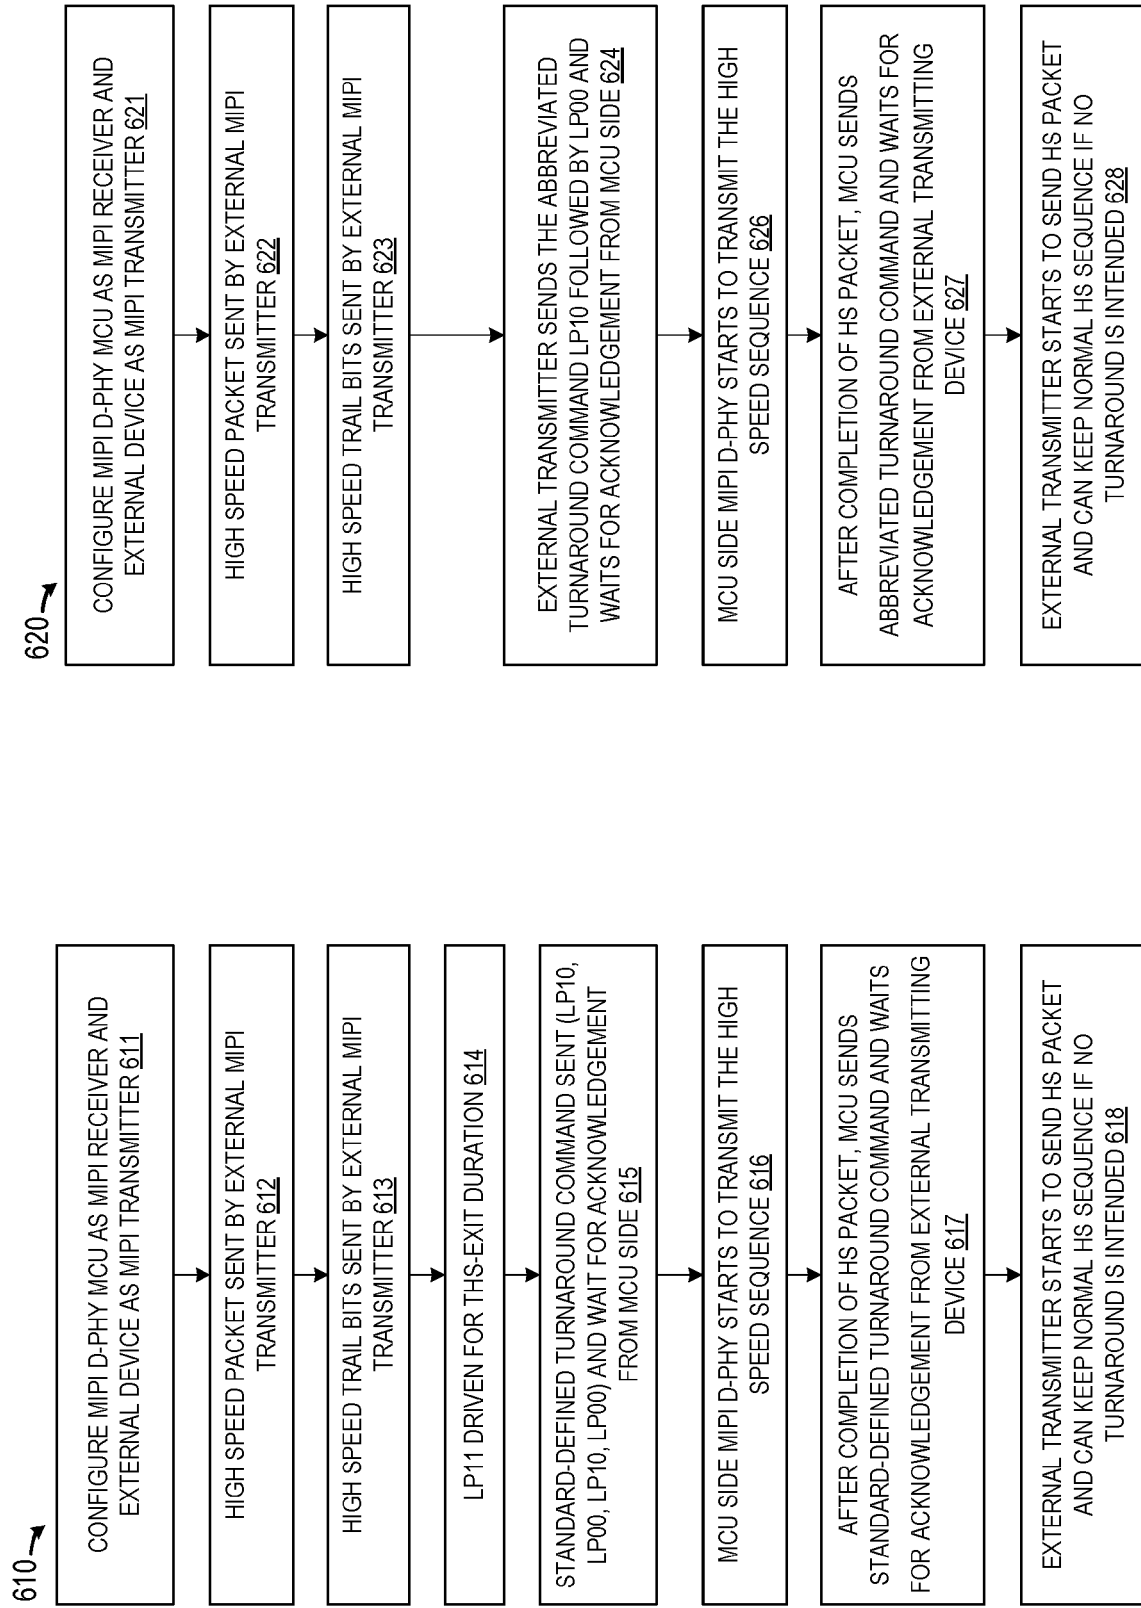 610
CONFIGURE MIPI D-PHY MCU AS MIPI RECEIVER AND
EXTERNAL DEVICE AS MIPI TRANSMITTER 611
HIGH SPEED PACKET SENT BY EXTERNAL MIPI
TRANSMITTER 612
HIGH SPEED TRAIL BITS SENT BY EXTERNAL MIPI
TRANSMITTER 613
LP11 DRIVEN FOR THS-EXIT DURATION 614
STANDARD-DEFINED TURNAROUND COMMAND SENT (LP10,
LP00, LP10, LP00) AND WAIT FOR ACKNOWLEDGEMENT
FROM MCU SIDE 615
MCU SIDE MIPI D-PHY STARTS TO TRANSMIT THE HIGH
SPEED SEQUENCE 616
AFTER COMPLETION OF HS PACKET, MCU SENDS
STANDARD-DEFINED TURNAROUND COMMAND AND WAITS
FOR ACKNOWLEDGEMENT FROM EXTERNAL TRANSMITTING
DEVICE 617
EXTERNAL TRANSMITTER STARTS TO SEND HS PACKET
AND CAN KEEP NORMAL HS SEQUENCE IF NO
TURNAROUND IS INTENDED 618
620
CONFIGURE MIPI D-PHY MCU AS MIPI RECEIVER AND
EXTERNAL DEVICE AS MIPI TRANSMITTER 621
HIGH SPEED PACKET SENT BY EXTERNAL MIPI
TRANSMITTER 622
HIGH SPEED TRAIL BITS SENT BY EXTERNAL MIPI
TRANSMITTER 623
EXTERNAL TRANSMITTER SENDS THE ABBREVIATED
TURNAROUND COMMAND LP10 FOLLOWED BY LP00 AND
WAITS FOR ACKNOWLEDGEMENT FROM MCU SIDE 624
MCU SIDE MIPI D-PHY STARTS TO TRANSMIT THE HIGH
SPEED SEQUENCE 626
AFTER COMPLETION OF HS PACKET, MCU SENDS
ABBREVIATED TURNAROUND COMMAND AND WAITS FOR
ACKNOWLEDGEMENT FROM EXTERNAL TRANSMITTING
DEVICE 627
EXTERNAL TRANSMITTER STARTS TO SEND HS PACKET
AND CAN KEEP NORMAL HS SEQUENCE IF NO
TURNAROUND IS INTENDED 628